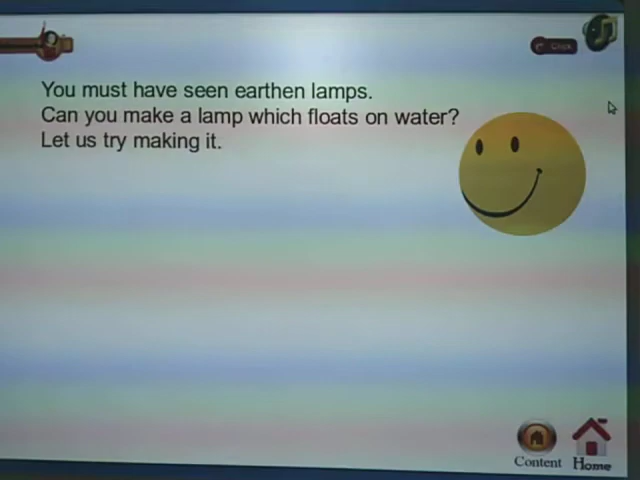 Click
You must have seen earthen lamps.
Can you make a lamp which floats on water?
Let us try making it.
Content
Home